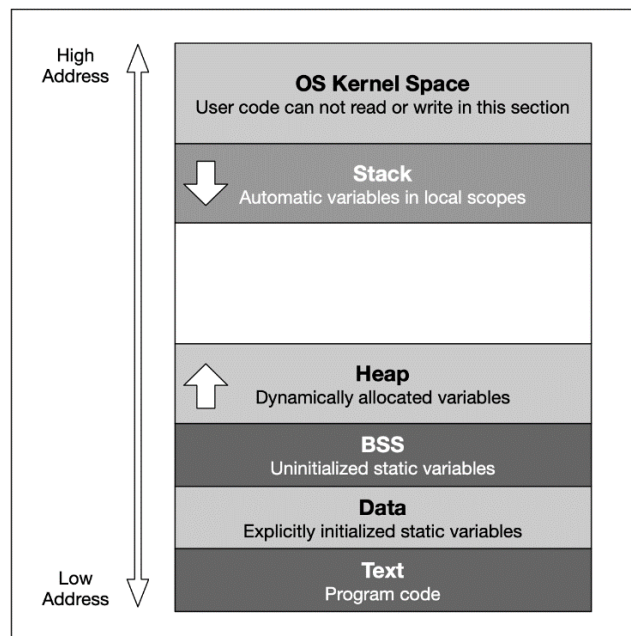 High
Address
OS Kernel Space
User code can not read or write in this section
Stack
Automatic variables in local scopes
Heap
Dynamically allocated variables
BSS
Uninitialized static variables
Data
Explicitly initialized static variables
Text
Program code
Low
Address